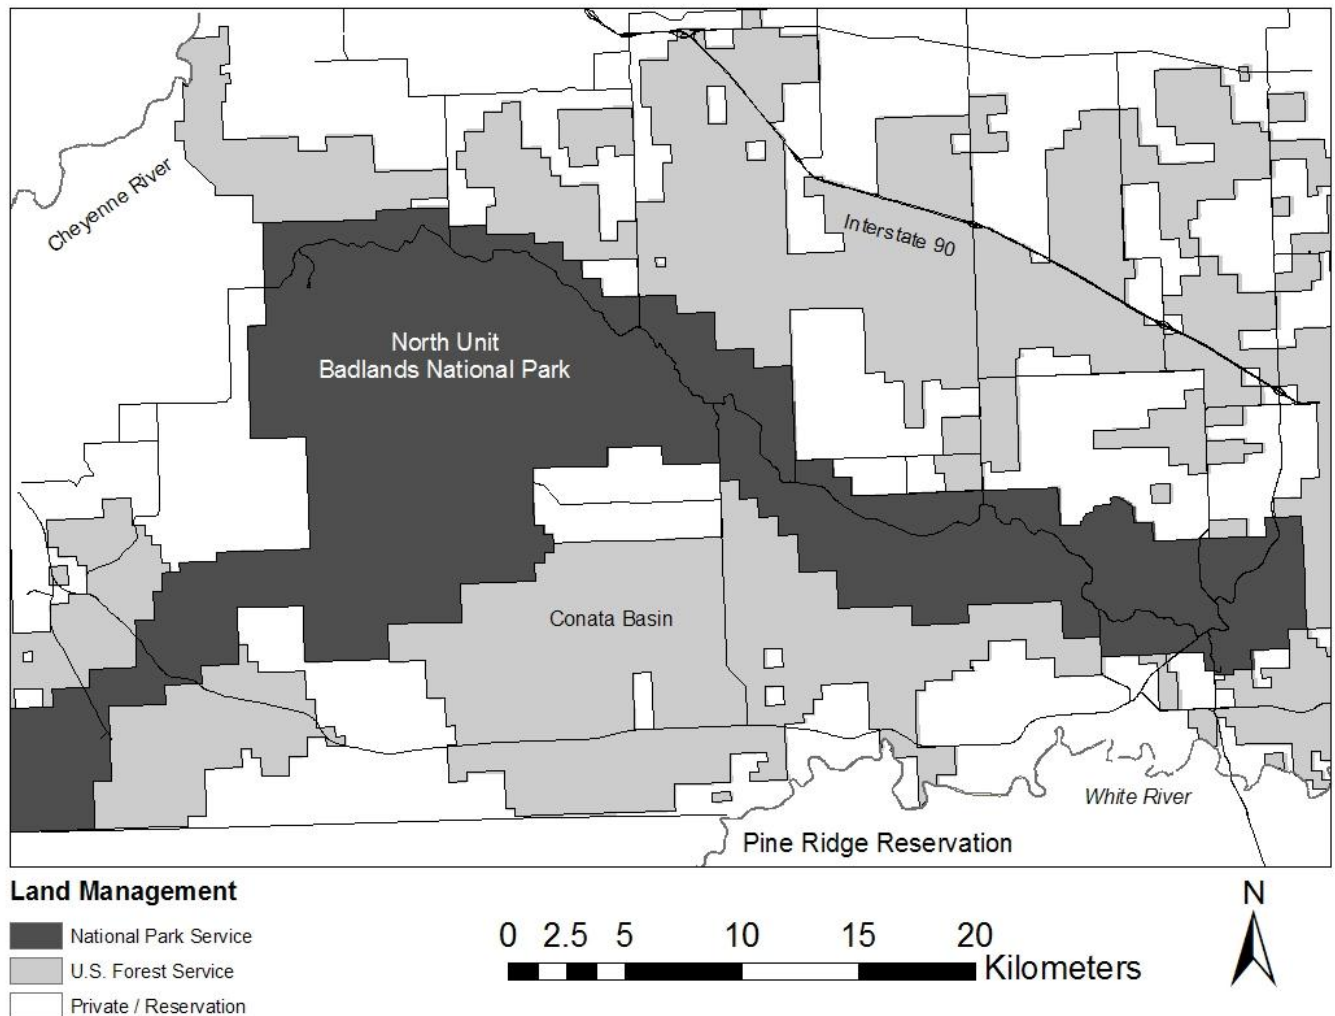 Cheyenne River
Interstate 90
North Unit
Badlands National Park
Conata Basin
White River
Pine Ridge Reservation
Land Management
National Park Service
U.S. Forest Service
Private / Reservation
0 2.5 5 10 15 20
Kilometers
N